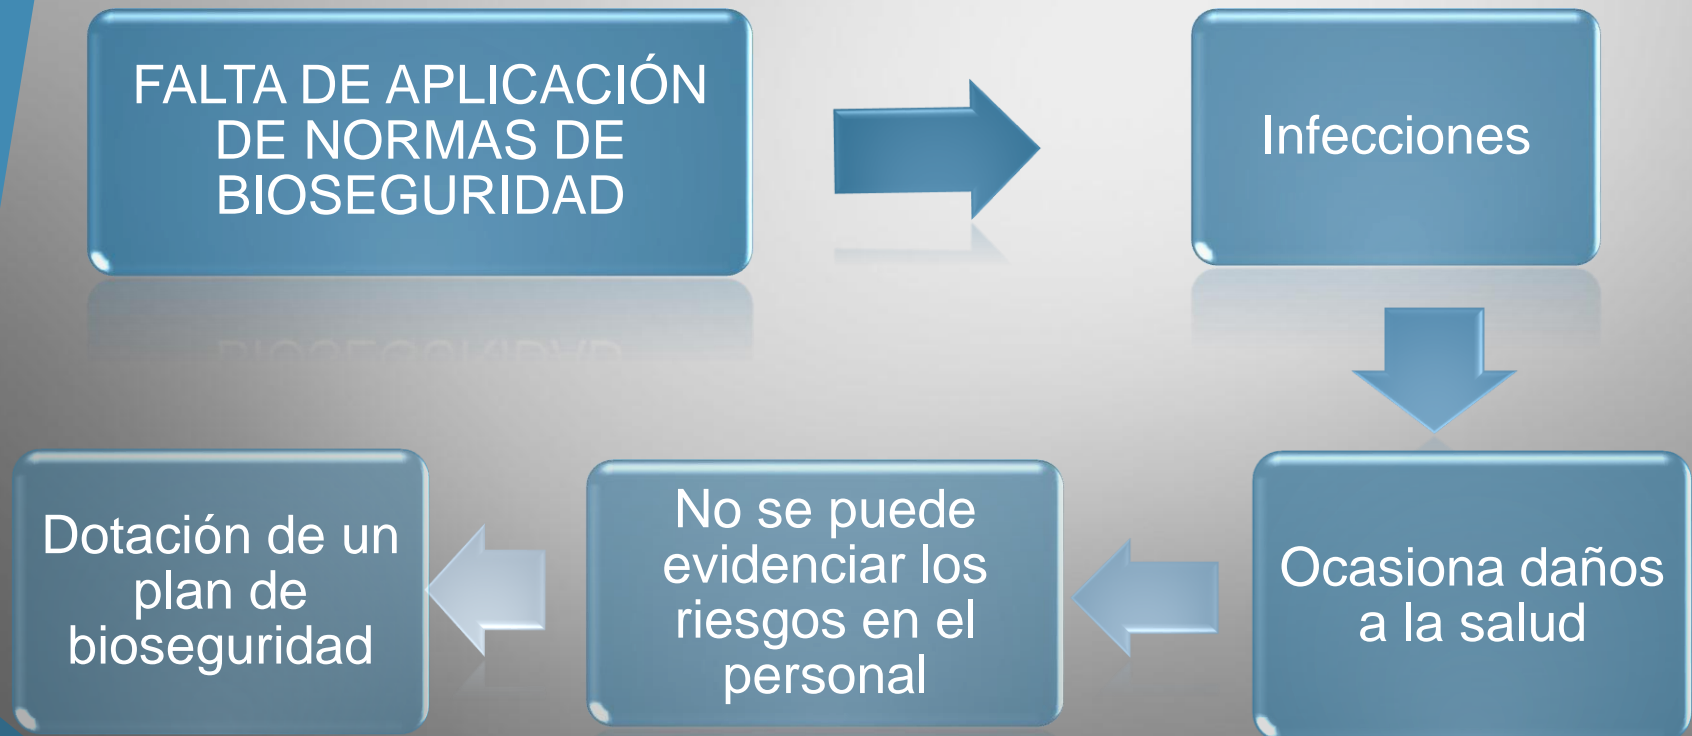 FALTA DE APLICACIÓN
DE NORMAS DE
BIOSEGURIDAD
Infecciones
Ocasiona daños
a la salud
No se puede
evidenciar los
riesgos en el
personal
Dotación de un
plan de
bioseguridad